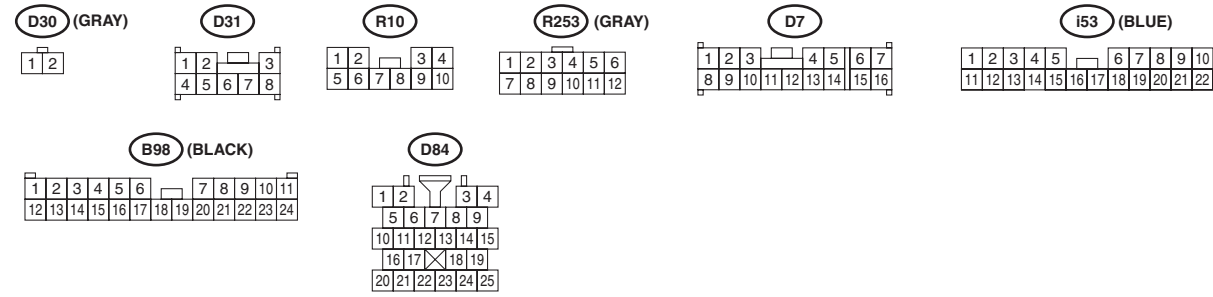 D30 (GRAY) D31 R10 R253 (GRAY) D7 i53 (BLUE)
1 2 1 2 3 1 2 3 4 1 2 3 4 5 6 1 2 3 4 5 6 7 1 2 3 4 5 6 7 8 9 10
4 5 6 7 8 5 6 7 8 9 10 7 8 9 10 11 12 8 9 10 11 12 13 14 15 16 11 12 13 14 15 16 17 18 19 20 21 22
B98 (BLACK) D84
1 2 3 4 5 6 7 8 9 10 11 1 2 3 4
12 13 14 15 16 17 18 19 20 21 22 23 24 5 6 7 8 9
10 11 12 13 14 15
16 17 18 19
20 21 22 23 24 25